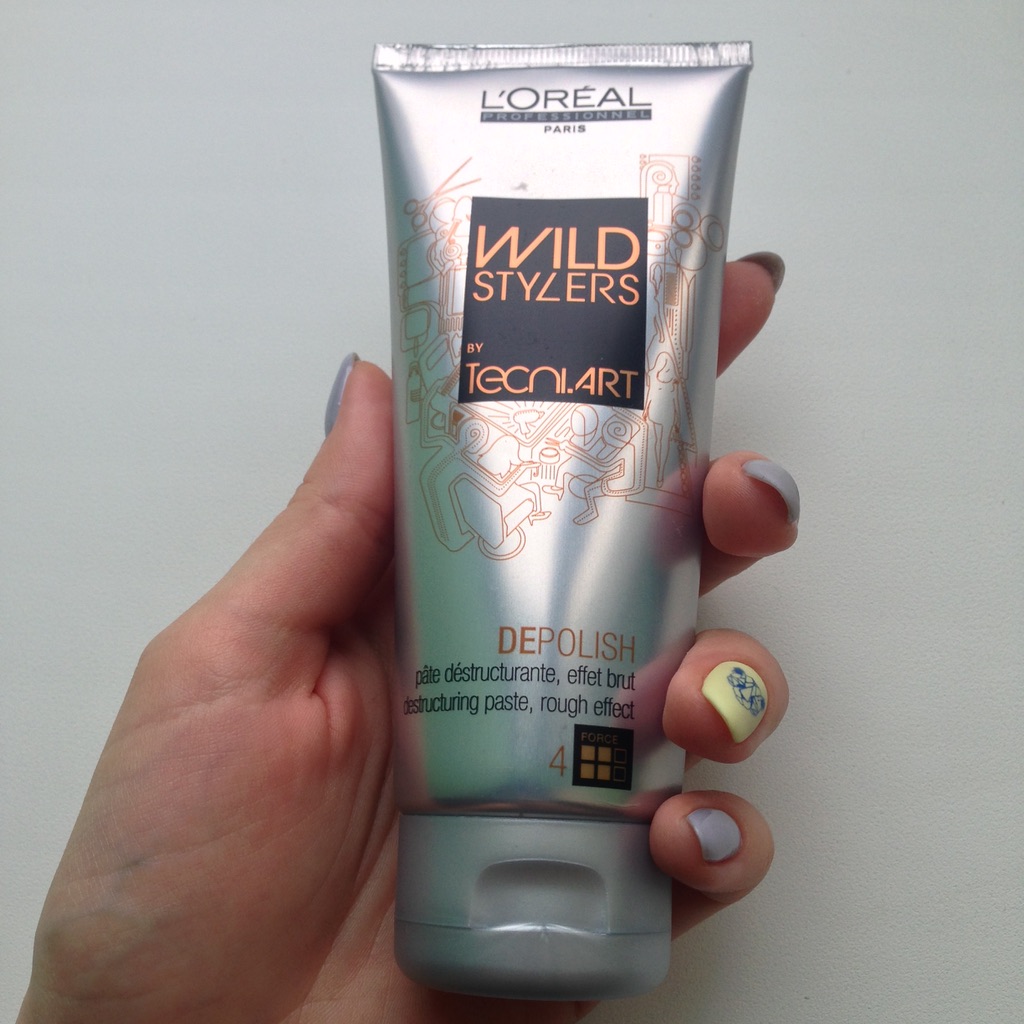 L'ORÉAL
PROFESSIONNEL
PARIS
WILD
STYLERS
BY
TECNI.ART
DEPOLISH
pâte déstructurante, effet brut
destructuring paste, rough effect
FORCE
4